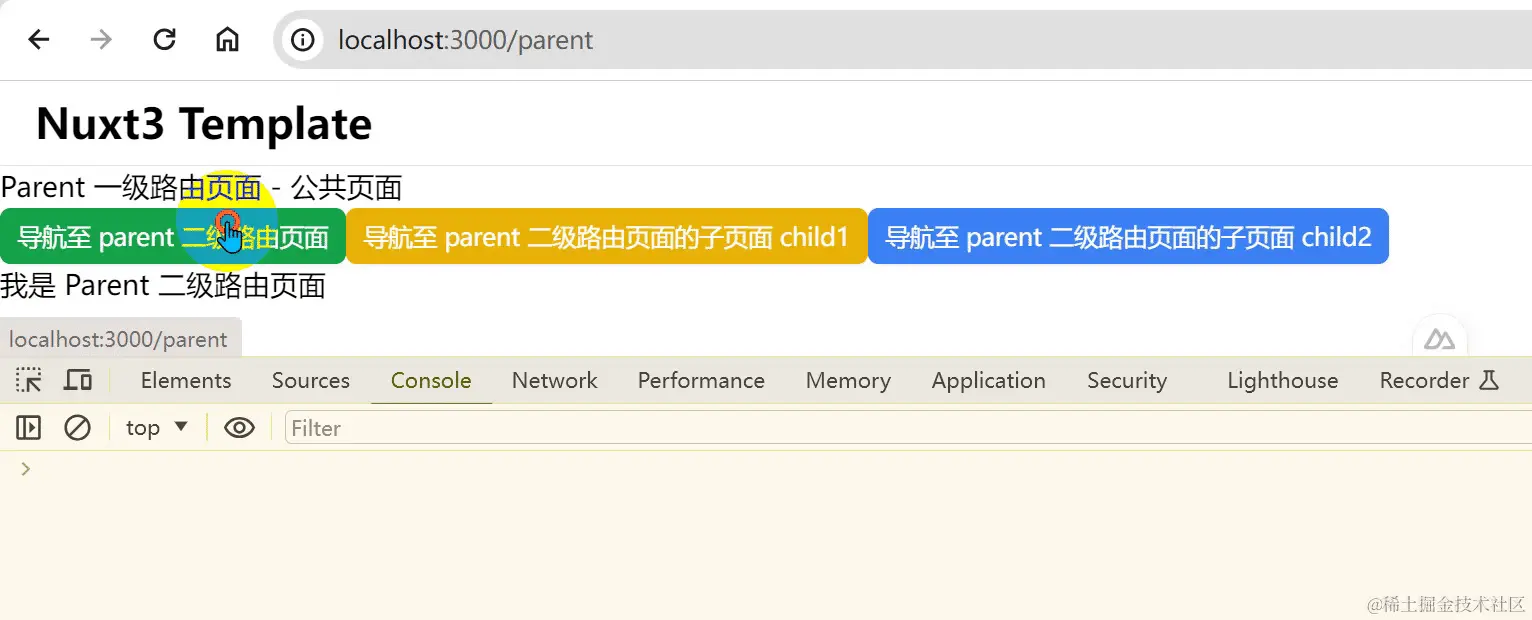 localhost:3000/parent
Nuxt3 Template
Parent 一级路由页面 - 公共页面
导航至 parent 二级路由页面 导航至 parent 二级路由页面的子页面 child1 导航至 parent 二级路由页面的子页面 child2
我是 Parent 二级路由页面
localhost:3000/parent
Elements Sources Console Network Performance Memory Application Security Lighthouse Recorder
top Filter
@稀土掘金技术社区